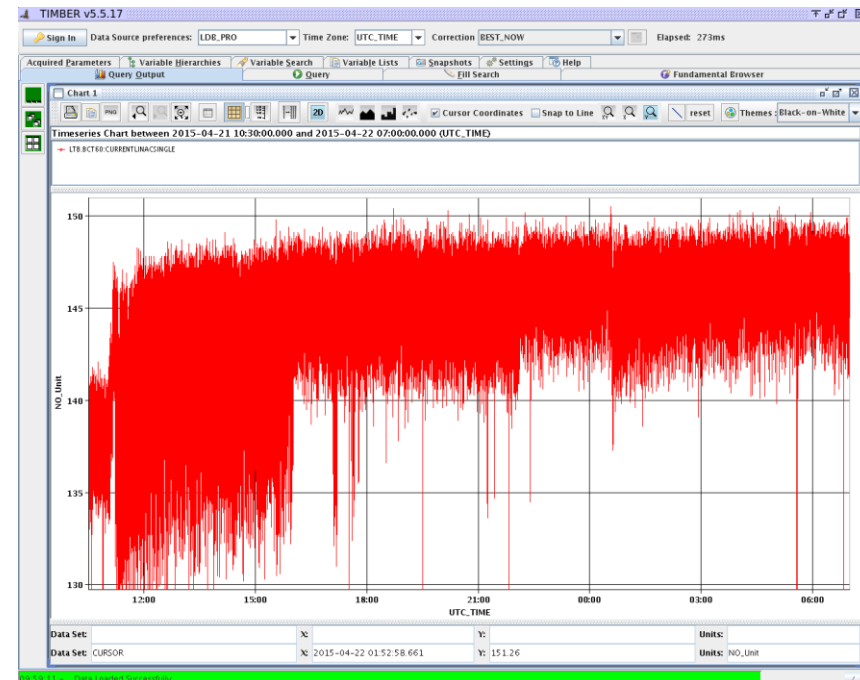 TIMBER v5.5.17
Sign In Data Source preferences: LDB_PRO Time Zone: UTC_TIME Correction BEST_NOW Elapsed: 273ms
Acquired Parameters Variable Hierarchies Variable Search Variable Lists Snapshots Settings Help
Query Output Query Fill Search Fundamental Browser
Chart 1
PNG 2D Cursor Coordinates Snap to Line reset Themes: Black-on-White
Timeseries Chart between 2015-04-21 10:30:00.000 and 2015-04-22 07:00:00.000 (UTC_TIME)
LTB.BCT60:CURRENTLINACSINGLE
150
145
140
135
130
NO_Unit
12:00 15:00 18:00 21:00 00:00 03:00 06:00
UTC_TIME
Data Set: X: Y: Units:
Data Set: CURSOR X: 2015-04-22 01:52:58.661 Y: 151.26 Units: NO_Unit
09:59:11 - Data Loaded Successfully